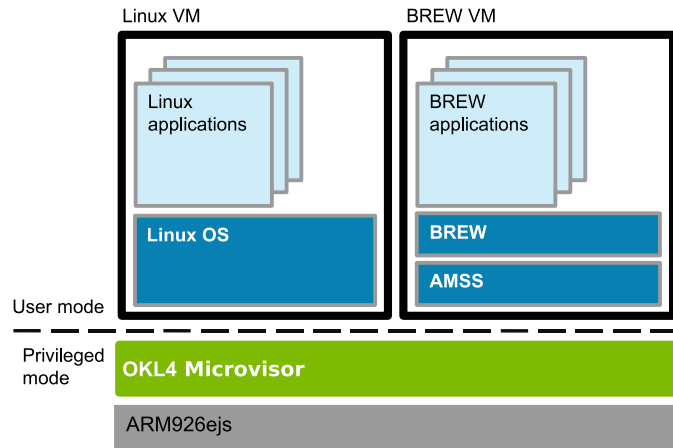 Linux VM
BREW VM
Linux
applications
BREW
applications
Linux OS
BREW
AMSS
User mode
Privileged
mode
OKL4 Microvisor
ARM926ejs